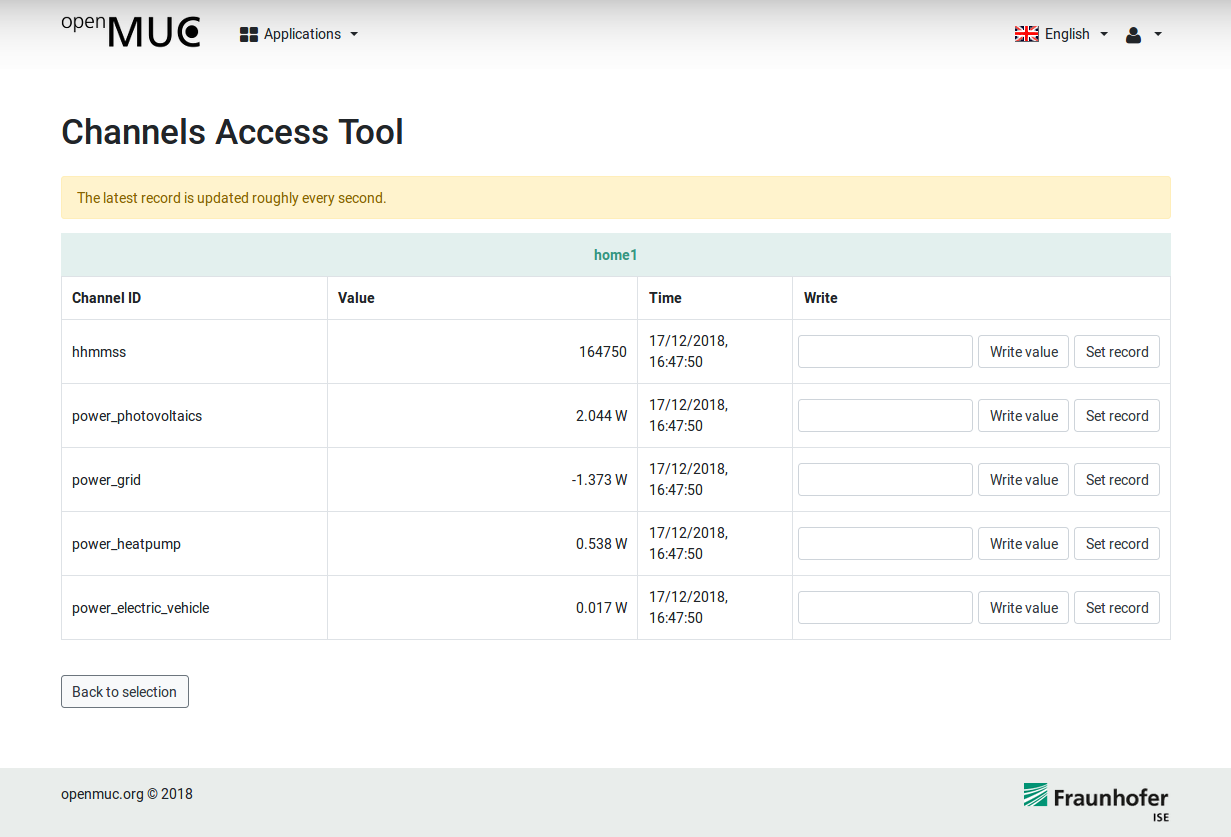 open MUC Applications English
Channels Access Tool
The latest record is updated roughly every second.
home1
Channel ID Value Time Write
hhmmss 164750 17/12/2018, Write value Set record
16:47:50
power_photovoltaics 2.044 W 17/12/2018, Write value Set record
16:47:50
power_grid -1.373 W 17/12/2018, Write value Set record
16:47:50
power_heatpump 0.538 W 17/12/2018, Write value Set record
16:47:50
power_electric_vehicle 0.017 W 17/12/2018, Write value Set record
16:47:50
Back to selection
openmuc.org © 2018 Fraunhofer
ISE